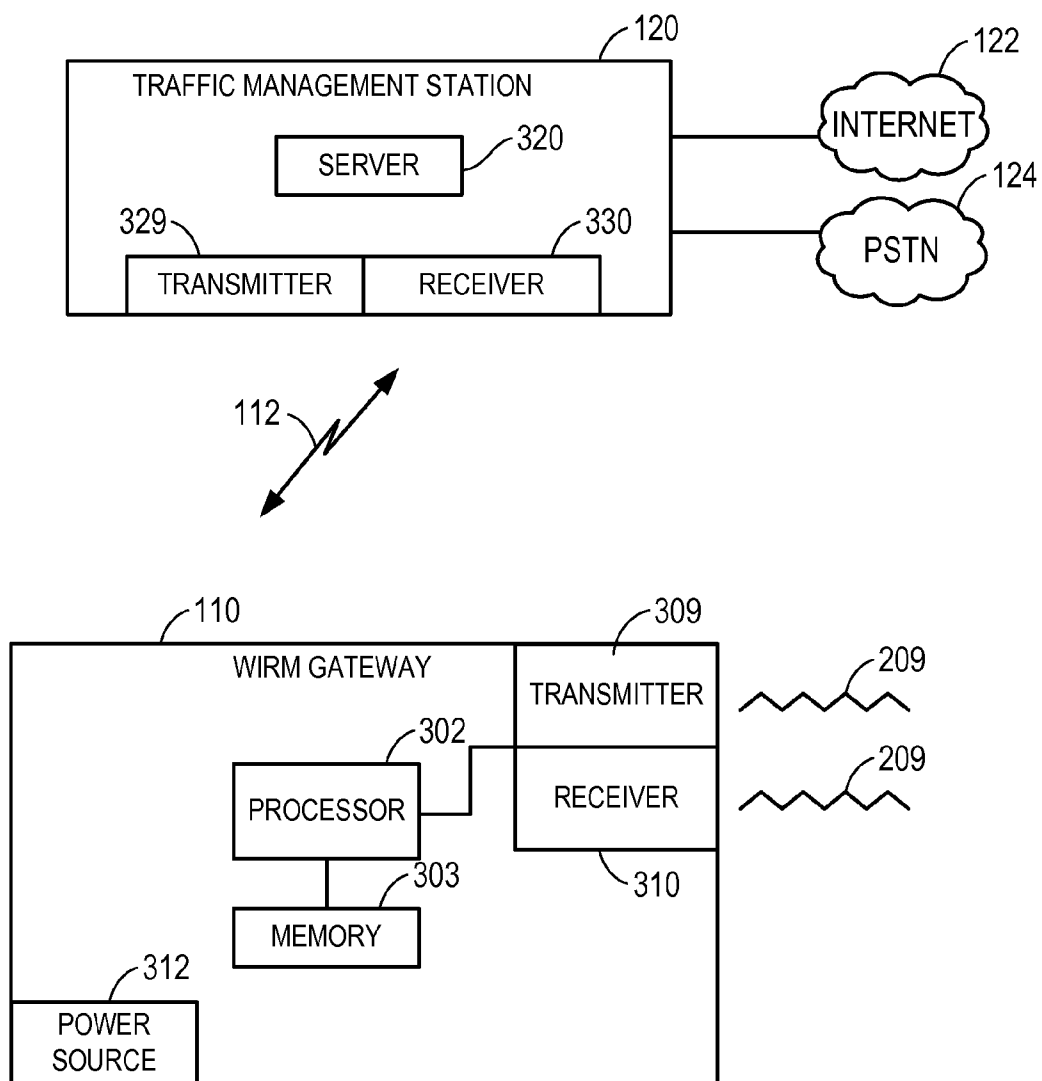 120
TRAFFIC MANAGEMENT STATION
122
INTERNET
SERVER
320
124
PSTN
329
330
TRANSMITTER
RECEIVER
112
110
WIRM GATEWAY
309
TRANSMITTER
209
302
PROCESSOR
RECEIVER
209
303
310
MEMORY
312
POWER
SOURCE